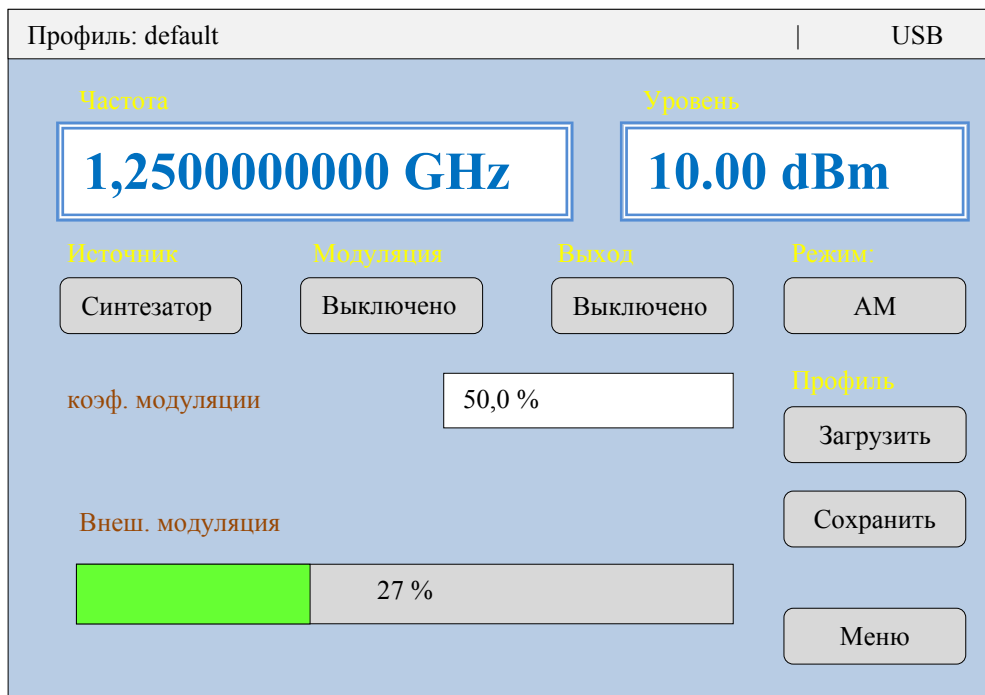 Профиль: default | USB
Частота Уровень
1,2500000000 GHz 10.00 dBm
Источник Модуляция Выход Режим:
Синтезатор Выключено Выключено АМ
коэф. модуляции 50,0 % Профиль
Загрузить
Внеш. модуляция Сохранить
27 %
Меню